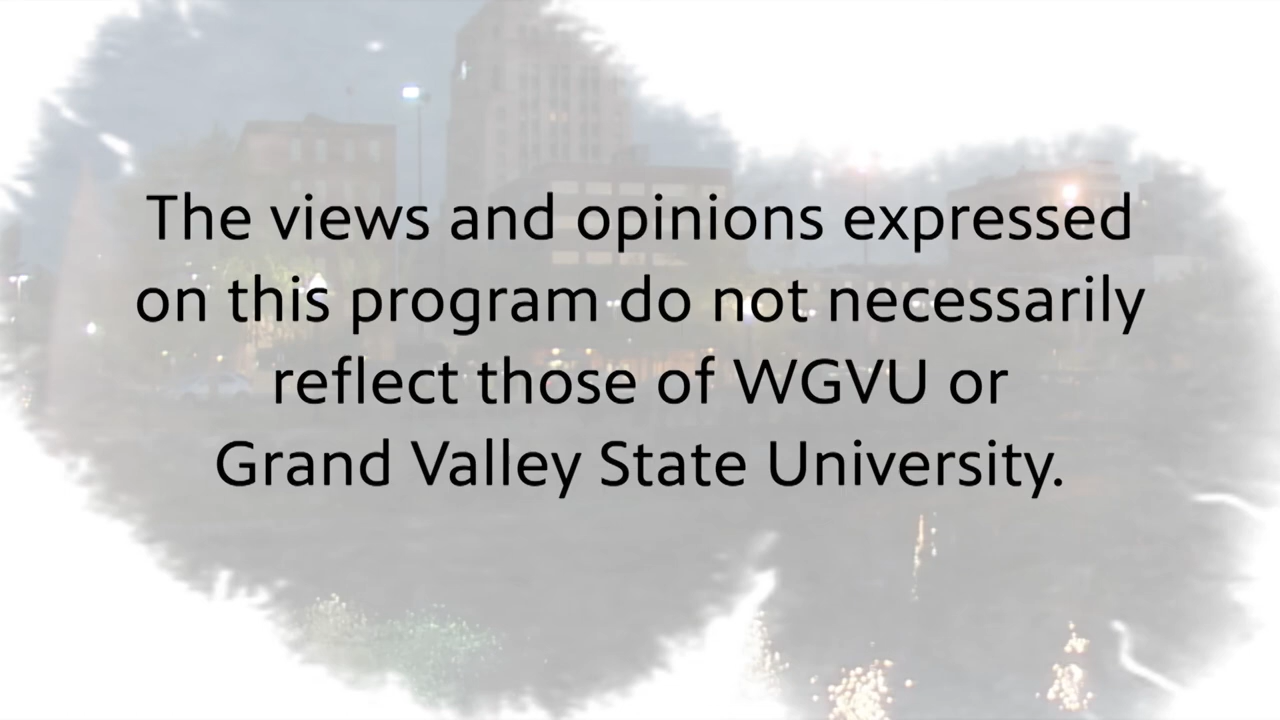 The views and opinions expressed
on this program do not necessarily
reflect those of WGVU or
Grand Valley State University.